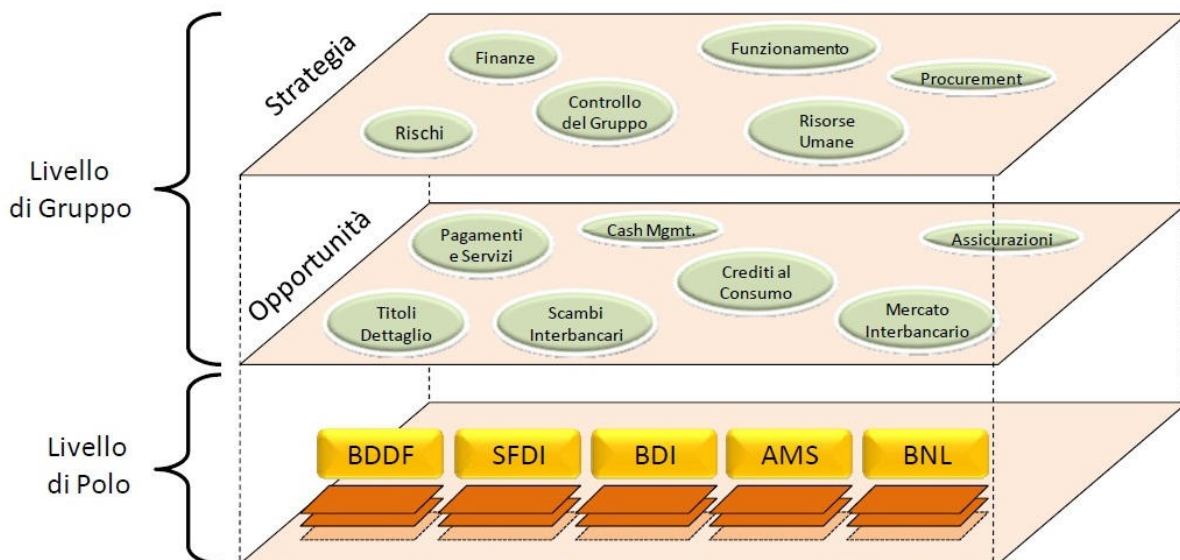 Livello
di Gruppo
Strategia
Finanze
Funzionamento
Procurement
Controllo
del Gruppo
Rischi
Risorse
Umane
Opportunità
Pagamenti
e Servizi
Cash Mgmt.
Assicurazioni
Crediti al
Consumo
Titoli
Dettaglio
Scambi
Interbancari
Mercato
Interbancario
Livello
di Polo
BDDF
SFDI
BDI
AMS
BNL